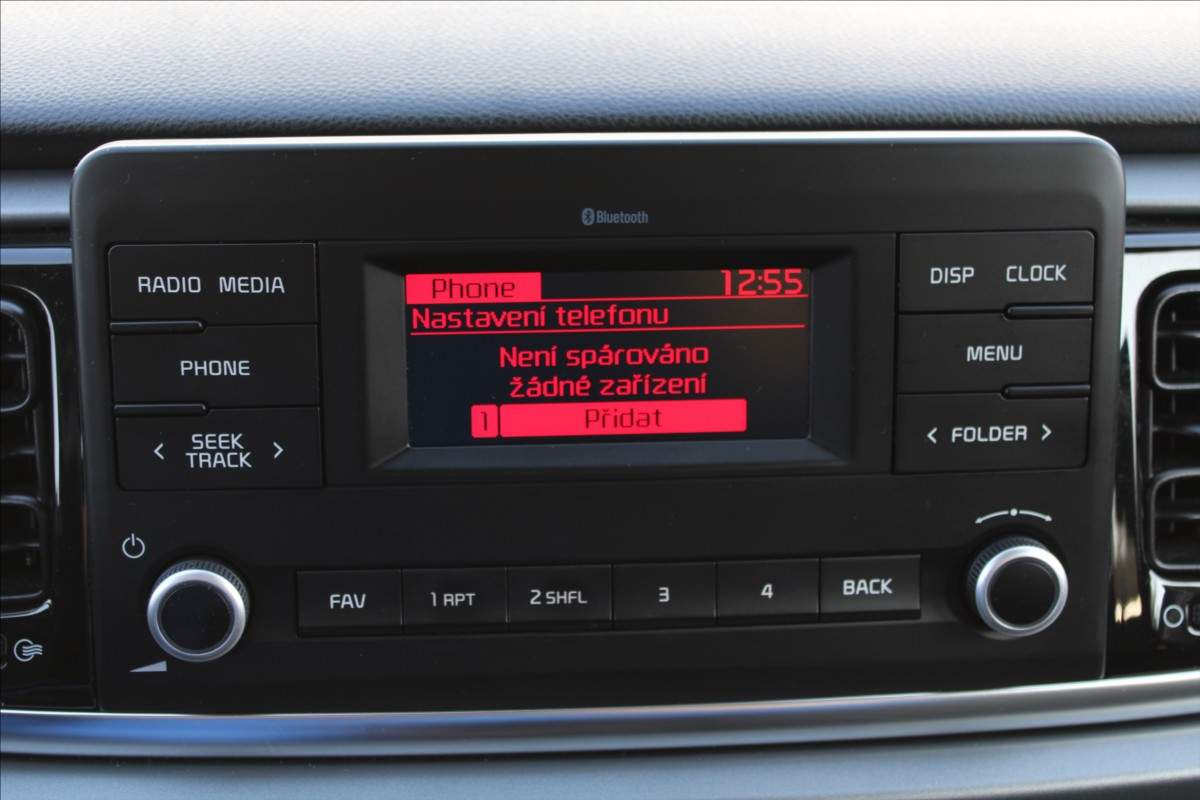 Bluetooth
RADIO MEDIA
PHONE
< SEEK TRACK >
Phone 12:55
Nastavení telefonu
Není spárováno
žádné zařízení
1 Přidat
DISP CLOCK
MENU
< FOLDER >
FAV 1 RPT 2 SHFL 3 4 BACK